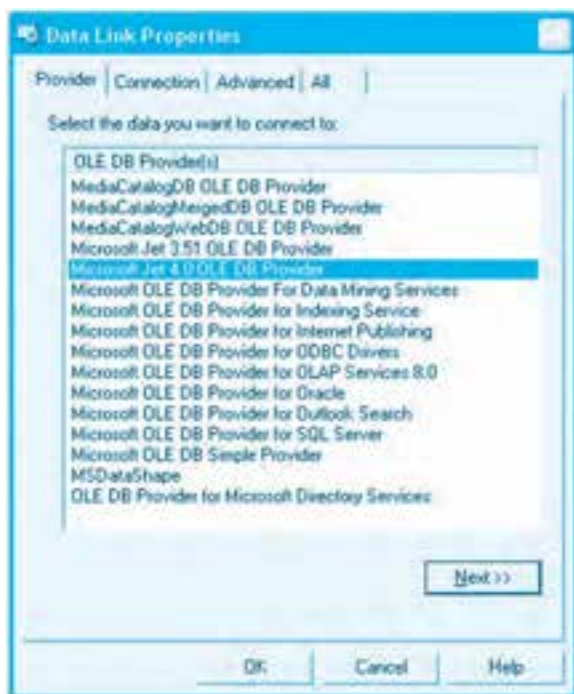 Data Link Properties
Provider Connection Advanced All
Select the data you want to connect to:
OLE DB Provider(s)
MediaCatalogDB OLE DB Provider
MediaCatalogMergedDB OLE DB Provider
MediaCatalogWebDB OLE DB Provider
Microsoft Jet 3.51 OLE DB Provider
Microsoft Jet 4.0 OLE DB Provider
Microsoft OLE DB Provider For Data Mining Services
Microsoft OLE DB Provider for Indexing Service
Microsoft OLE DB Provider for Internet Publishing
Microsoft OLE DB Provider for ODBC Drivers
Microsoft OLE DB Provider for OLAP Services 8.0
Microsoft OLE DB Provider for Oracle
Microsoft OLE DB Provider for Outlook Search
Microsoft OLE DB Provider for SQL Server
Microsoft OLE DB Simple Provider
MSDataShape
OLE DB Provider for Microsoft Directory Services
Next >>
OK Cancel Help